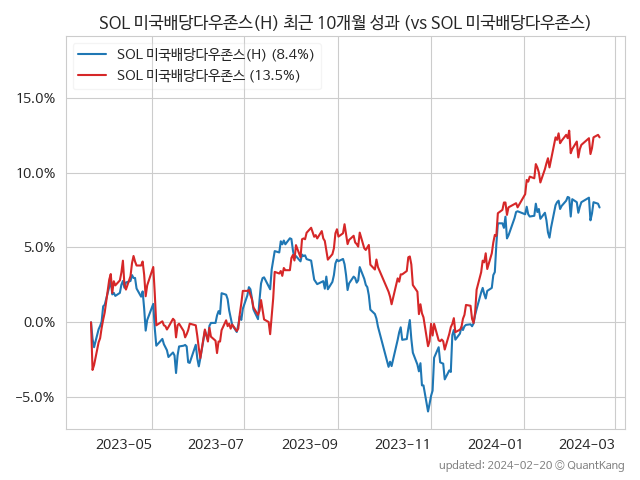 SOL 미국배당다우존스(H) 최근 10개월 성과 (vs SOL 미국배당다우존스)
SOL 미국배당다우존스(H) (8.4%)
SOL 미국배당다우존스 (13.5%)
15.0%
10.0%
5.0%
0.0%
−5.0%
2023-05
2023-07
2023-09
2023-11
2024-01
2024-03
updated: 2024-02-20 © QuantKang